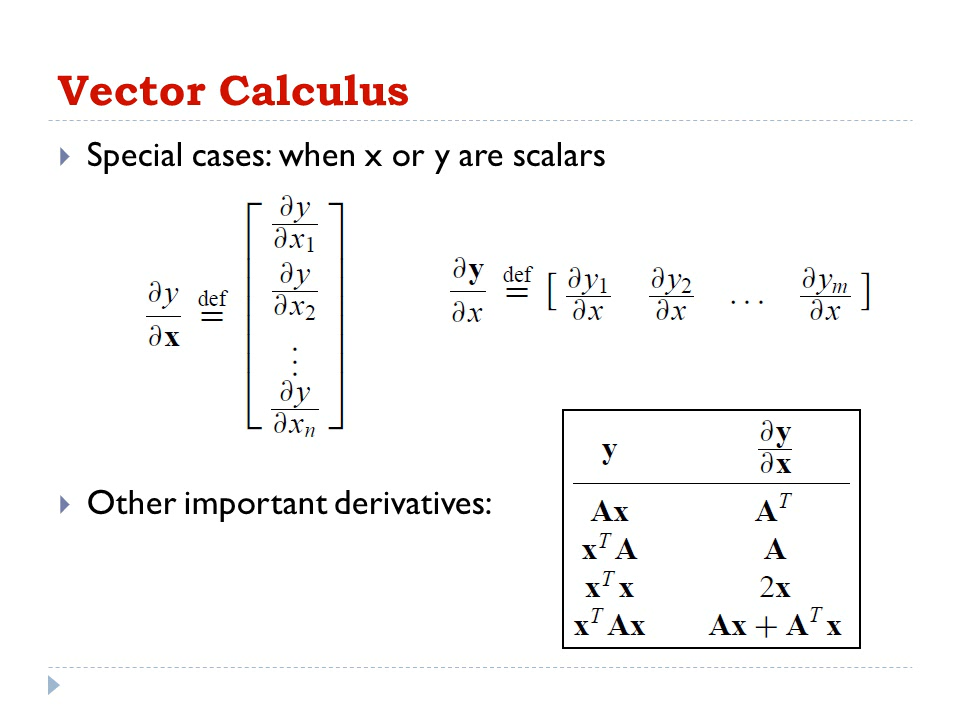 Vector Calculus
Special cases: when x or y are scalars
∂y/∂𝐱 def= [ ∂y/∂x₁ ∂y/∂x₂ ⋮ ∂y/∂xₙ ]
∂𝐲/∂x def= [ ∂y₁/∂x ∂y₂/∂x ... ∂yₘ/∂x ]
Other important derivatives:
𝐲 ∂𝐲/∂𝐱
𝐀𝐱 𝐀ᵀ
𝐱ᵀ𝐀 𝐀
𝐱ᵀ𝐱 2𝐱
𝐱ᵀ𝐀𝐱 𝐀𝐱 + 𝐀ᵀ𝐱